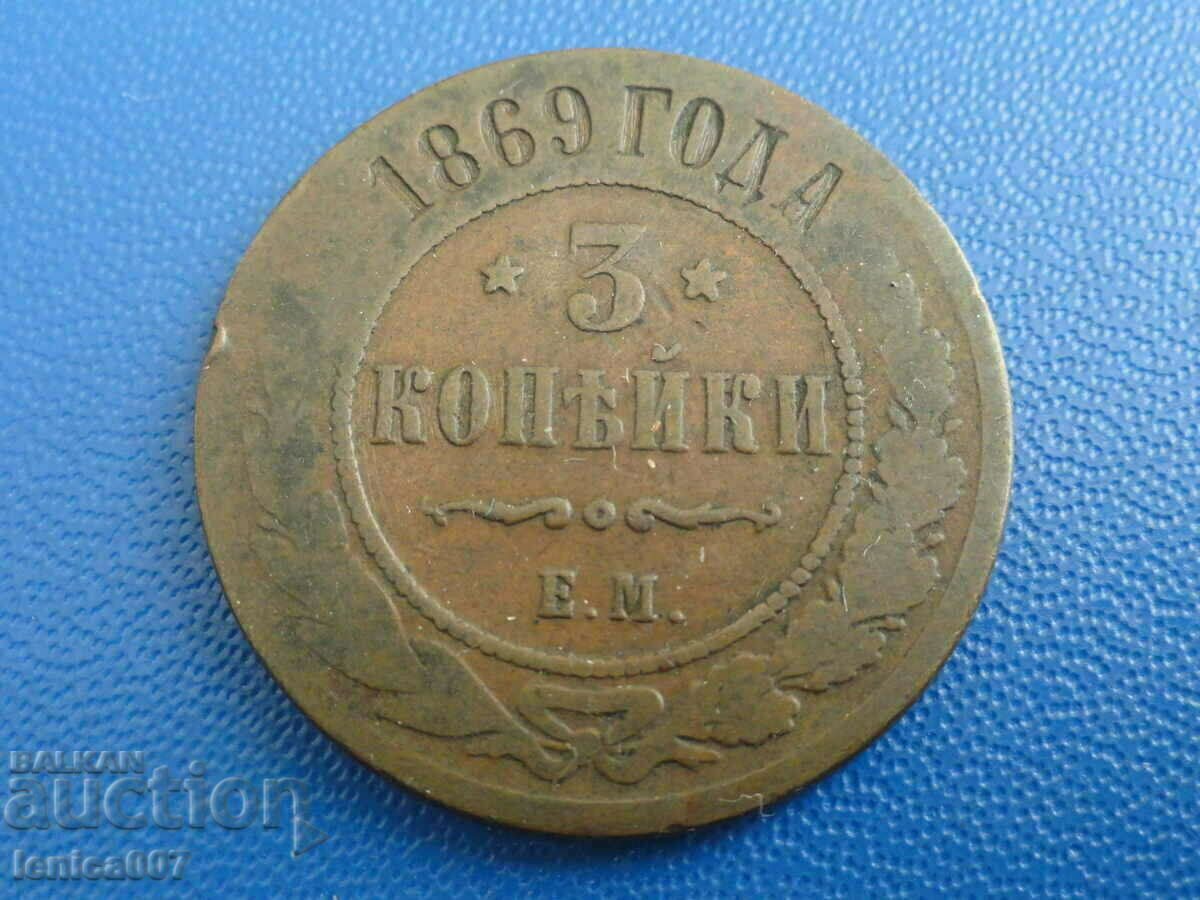 1869 ГОДА
* 3 *
КОПѢЙКИ
Е.М.
BALKAN
auction
lenica007